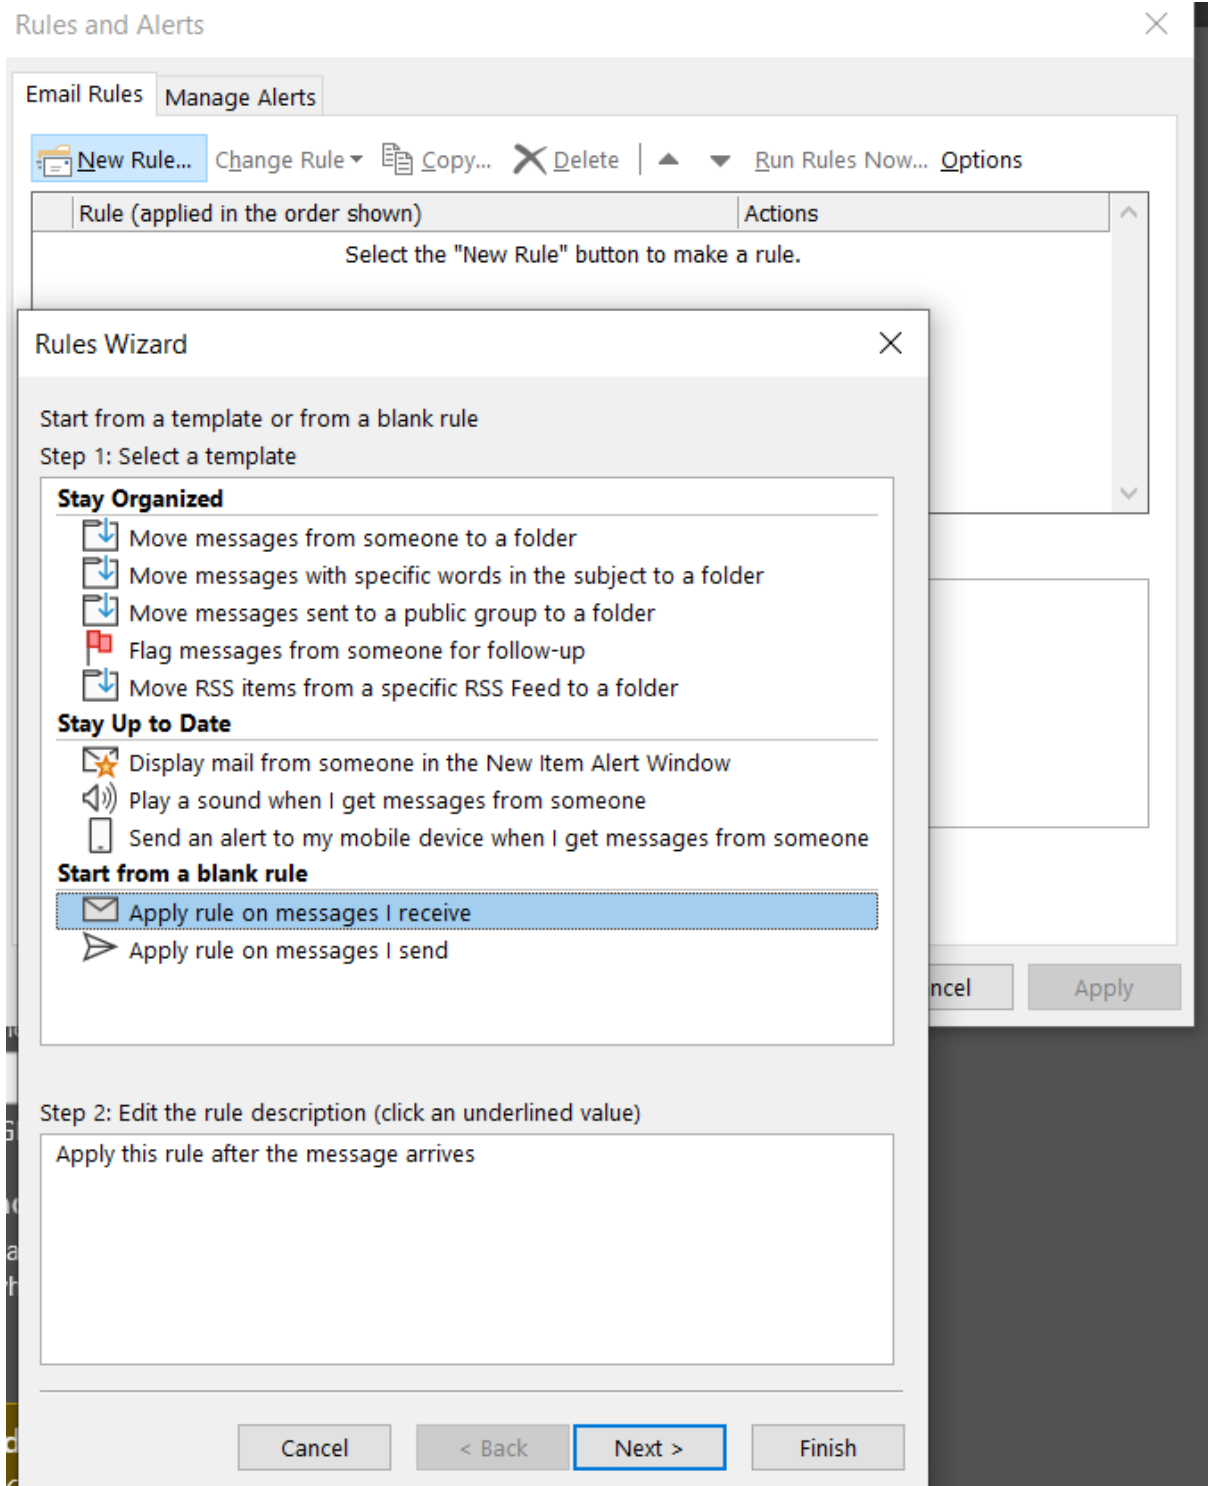 Rules and Alerts
Email Rules Manage Alerts
New Rule... Change Rule Copy... Delete Run Rules Now... Options
Rule (applied in the order shown) Actions
Select the "New Rule" button to make a rule.
Rules Wizard
Start from a template or from a blank rule
Step 1: Select a template
Stay Organized
Move messages from someone to a folder
Move messages with specific words in the subject to a folder
Move messages sent to a public group to a folder
Flag messages from someone for follow-up
Move RSS items from a specific RSS Feed to a folder
Stay Up to Date
Display mail from someone in the New Item Alert Window
Play a sound when I get messages from someone
Send an alert to my mobile device when I get messages from someone
Start from a blank rule
Apply rule on messages I receive
Apply rule on messages I send
ncel Apply
Step 2: Edit the rule description (click an underlined value)
Apply this rule after the message arrives
Cancel < Back Next > Finish